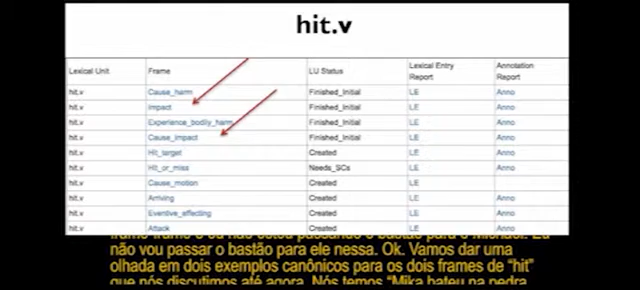 hit.v
Lexical Unit Frame LU Status Lexical Entry Report Annotation Report
hit.v Cause_harm Finished_Initial LE Anno
hit.v Impact Finished_Initial LE Anno
hit.v Experience_bodily_harm Finished_Initial LE Anno
hit.v Cause_impact Finished_Initial LE Anno
hit.v Hit_target Created LE Anno
hit.v Hit_or_miss Needs_SCs LE Anno
hit.v Cause_motion Created LE
hit.v Arriving Created LE Anno
hit.v Eventive_affecting Created LE Anno
hit.v Attack Created LE Anno
não vou passar o bastão para ele nessa. Ok. Vamos dar uma
olhada em dois exemplos canônicos para os dois frames de “hit”
que nós discutimos até agora. Nós temos “Mika bateu na pedra